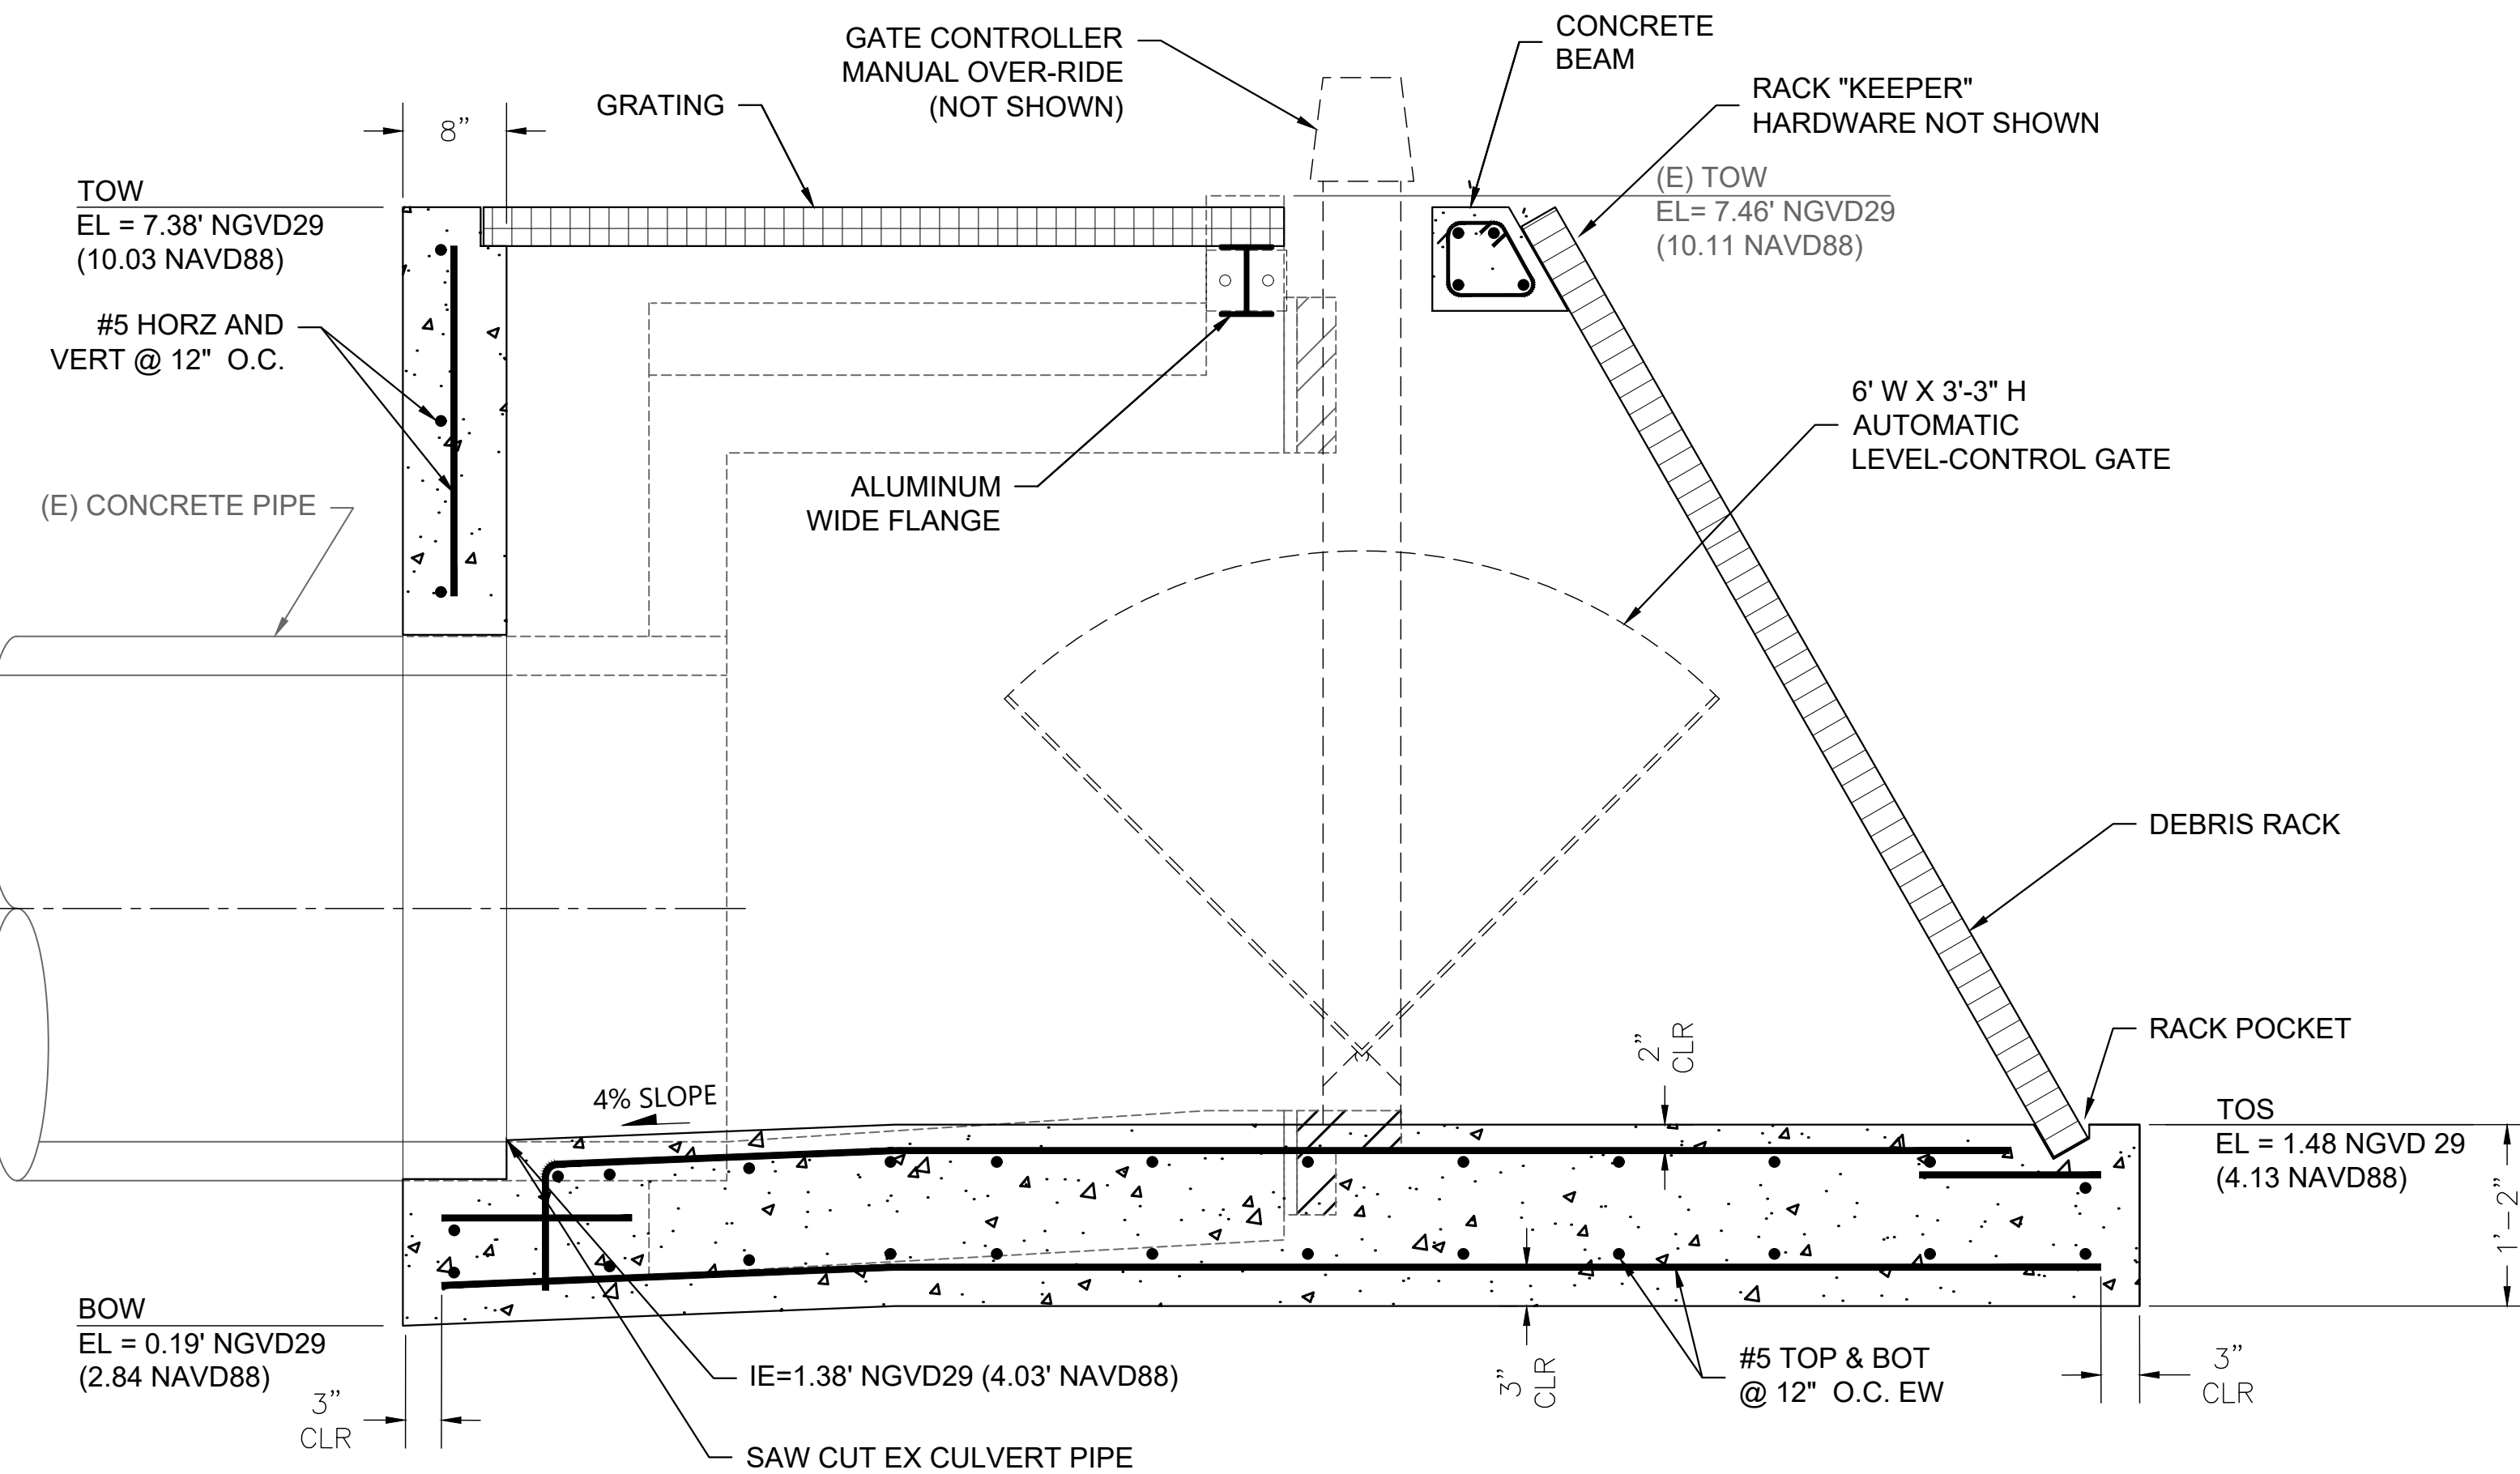 GATE CONTROLLER
MANUAL OVER-RIDE
(NOT SHOWN)
CONCRETE
BEAM
RACK "KEEPER"
HARDWARE NOT SHOWN
GRATING
8"
TOW
EL = 7.38' NGVD29
(10.03 NAVD88)
(E) TOW
EL= 7.46' NGVD29
(10.11 NAVD88)
#5 HORZ AND
VERT @ 12" O.C.
6' W X 3'-3" H
AUTOMATIC
LEVEL-CONTROL GATE
(E) CONCRETE PIPE
ALUMINUM
WIDE FLANGE
DEBRIS RACK
RACK POCKET
2"
CLR
4% SLOPE
TOS
EL = 1.48 NGVD 29
(4.13 NAVD88)
1'-2"
BOW
EL = 0.19' NGVD29
(2.84 NAVD88)
3"
CLR
IE=1.38' NGVD29 (4.03' NAVD88)
SAW CUT EX CULVERT PIPE
3"
CLR
#5 TOP & BOT
@ 12" O.C. EW
3"
CLR